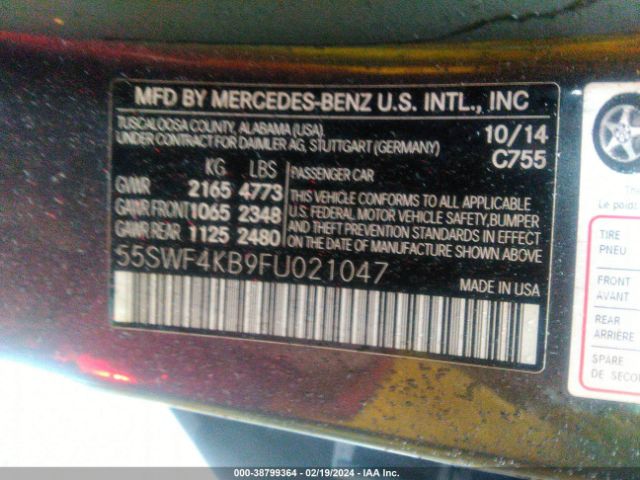 MFD BY MERCEDES-BENZ U.S. INTL., INC
TUSCALOOSA COUNTY, ALABAMA (USA) 10/14
UNDER CONTRACT FOR DAIMLER AG, STUTTGART (GERMANY) C755
KG LBS
GVWR 2165 4773
GAWR FRONT 1065 2348
GAWR REAR 1125 2480
PASSENGER CAR
THIS VEHICLE CONFORMS TO ALL APPLICABLE
U.S. FEDERAL MOTOR VEHICLE SAFETY, BUMPER
AND THEFT PREVENTION STANDARDS IN EFFECT
ON THE DATE OF MANUFACTURE SHOWN ABOVE.
55SWF4KB9FU021047
MADE IN USA
The
Le poids
TIRE
PNEU
FRONT
AVANT
REAR
ARRIÈRE
SPARE
DE SECOU
000-38799364 - 02/19/2024 - IAA Inc.